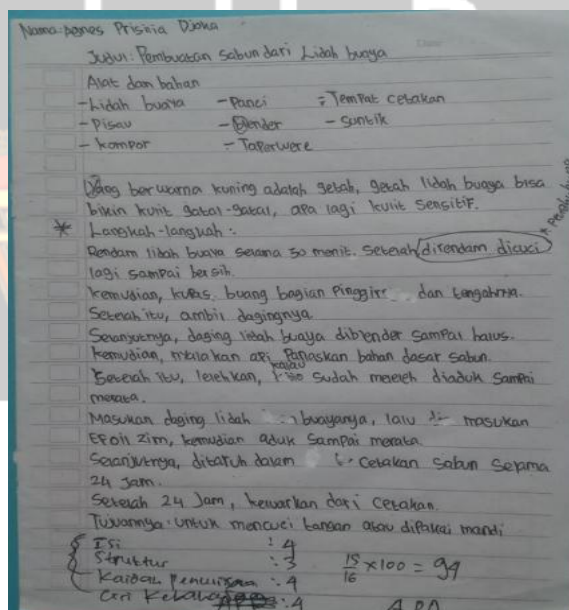 Nama: Agnes Prisinia Djoka
Judul: Pembuatan sabun dari Lidah buaya
Alat dan bahan
- Lidah buaya - Panci - Tempat cetakan
- Pisau - Blender - Suntik
- kompor - Taperwere
Yang berwarna kuning adalah getah, getah lidah buaya bisa
bikin kulit gatal-gatal, apa lagi kulit sensitif.
* Langkah-langkah :
Rendam lidah buaya selama 30 menit. Setelah direndam dicuci
lagi sampai bersih.
kemudian, kupas, buang bagian Pinggir dan tengahnya.
Setelah itu, ambil dagingnya
Selanjutnya, daging lidah buaya diblender sampai halus.
kemudian, nyalakan api Panaskan bahan dasar sabun.
Setelah itu, lelehkan, kalau sudah meleleh diaduk sampai
merata.
Masukan daging lidah buayanya, lalu masukan
Efoil zim, kemudian aduk sampai merata.
Selanjutnya, ditaruh dalam cetakan sabun selama
24 Jam.
Setelah 24 Jam, keluarkan dari cetakan.
Tujuannya: untuk mencuci tangan atau dipakai mandi
Isi : 4
Struktur : 3
Kaidah Penulisan : 4
Ciri Kebahasaan : 4
15/16 x 100 = 94